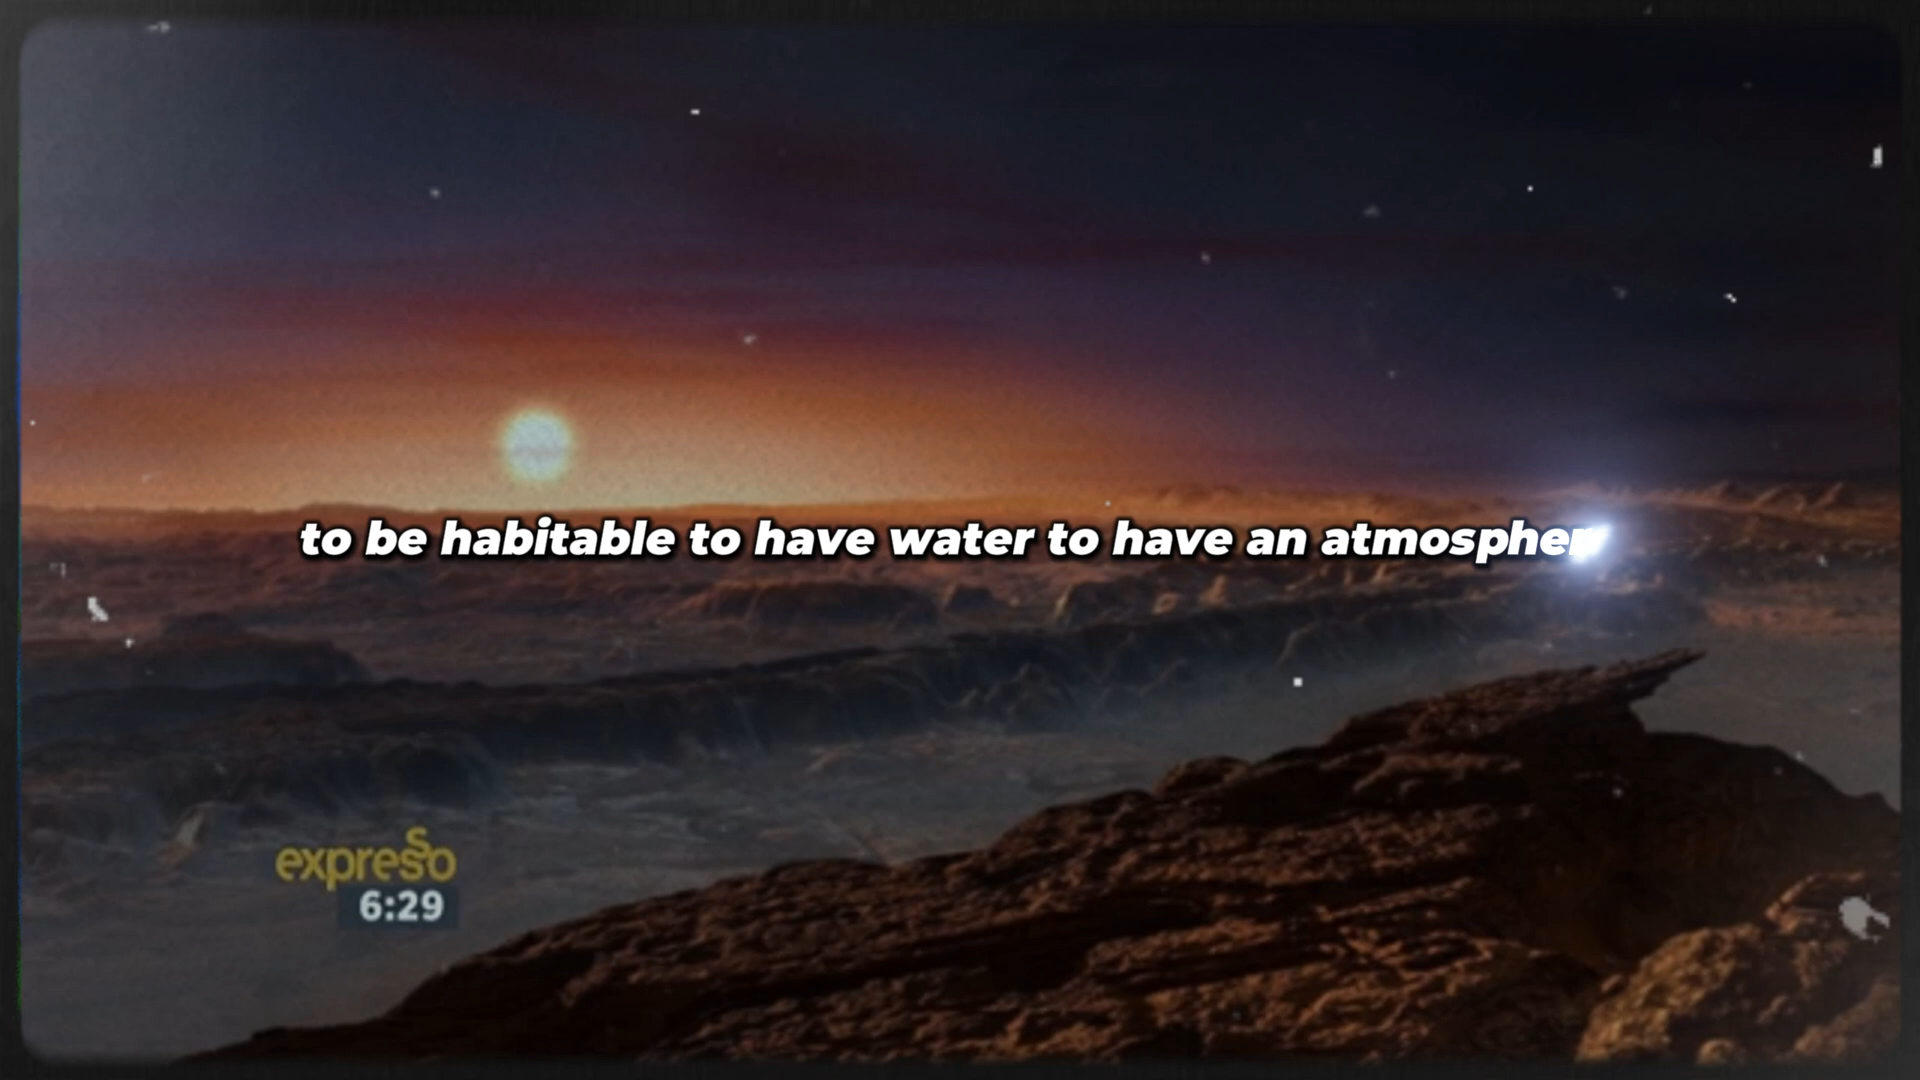 to be habitable to have water to have an atmospher
expresso
6:29